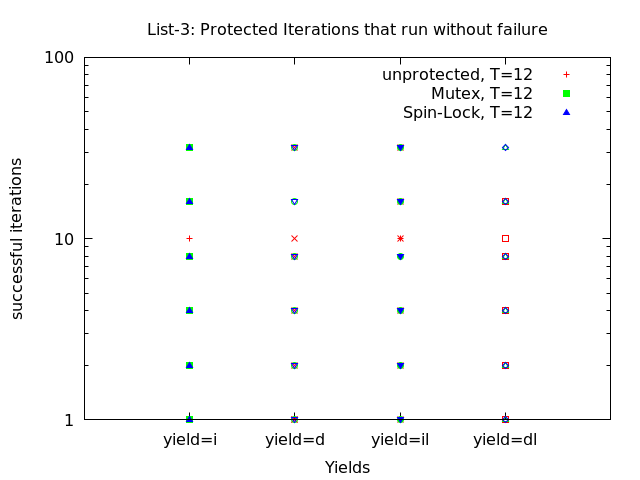 List-3: Protected Iterations that run without failure
100
unprotected, T=12
Mutex, T=12
Spin-Lock, T=12
successful iterations
10
1
yield=i yield=d yield=il yield=dl
Yields